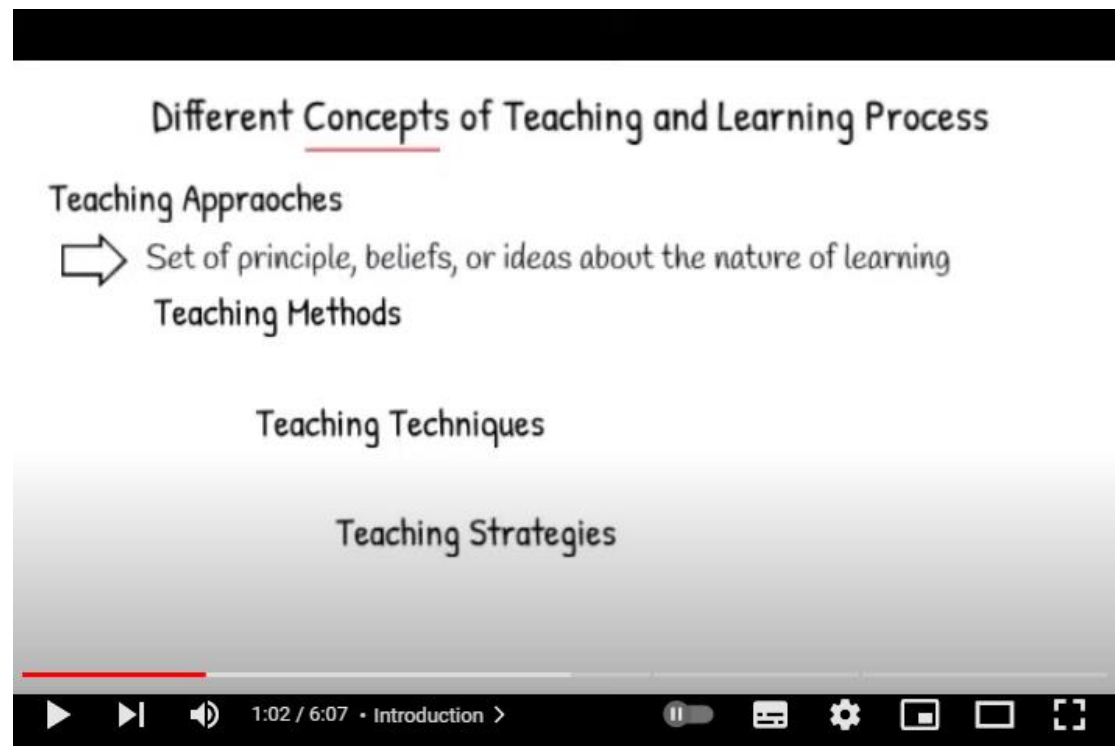 Different Concepts of Teaching and Learning Process
Teaching Appraoches
Set of principle, beliefs, or ideas about the nature of learning
Teaching Methods
Teaching Techniques
Teaching Strategies
1:02 / 6:07 • Introduction >